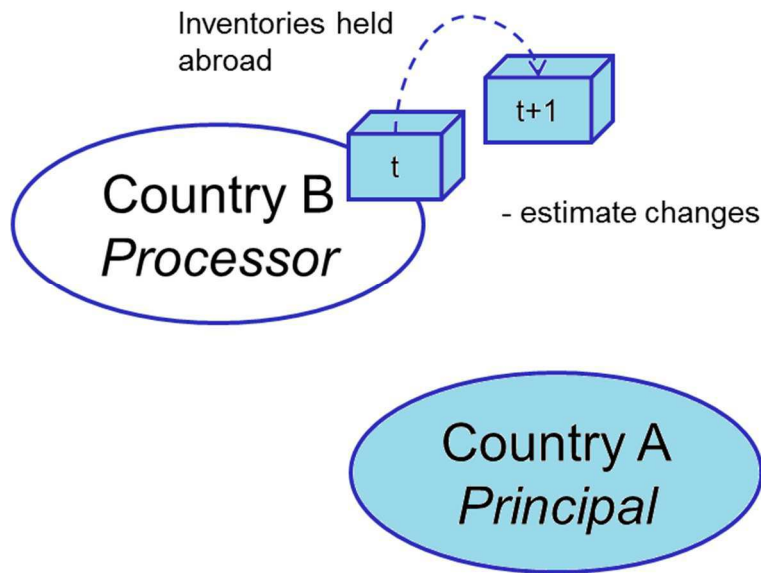 Inventories held
abroad
t+1
t
Country B
Processor
- estimate changes
Country A
Principal